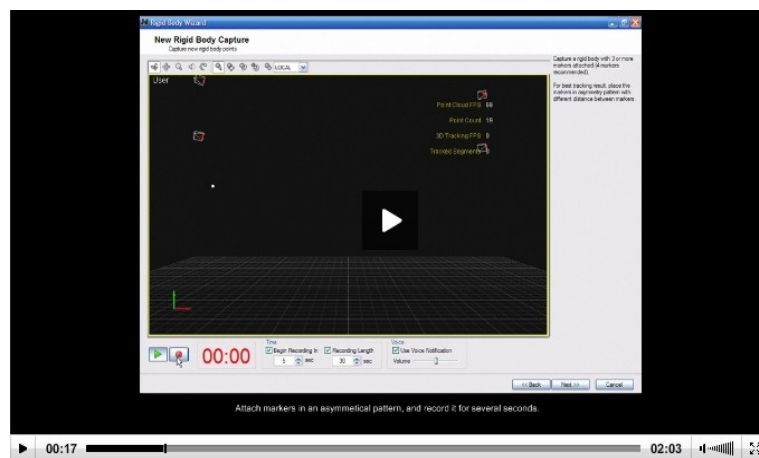 Rigid Body Wizard
New Rigid Body Capture
Capture new rigid body points
LOCAL
Capture a rigid body with 3 or more
markers attached (4 markers
recommended).
For best tracking result, place the
markers in asymmetry pattern with
different distance between markers.
User
Point Cloud FPS 88
Point Count 19
3D Tracking FPS 0
Tracked Segments 0
00:00
Time
Begin Recording In
5 sec
Recording Length
30 sec
Voice
Use Voice Notification
Volume
<< Back
Next >>
Cancel
Attach markers in an asymmetrical pattern, and record it for several seconds.
00:17
02:03